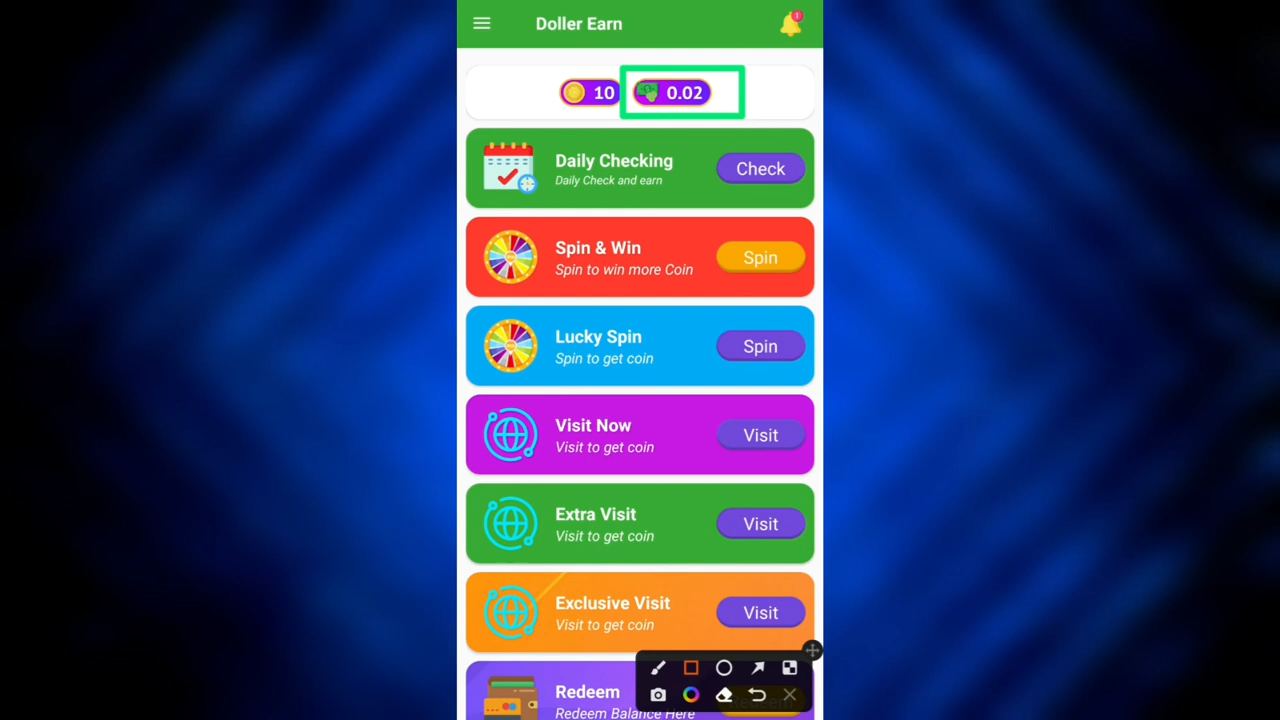 Doller Earn
1
10
0.02
Daily Checking
Daily Check and earn
Check
Spin & Win
Spin to win more Coin
Spin
Lucky Spin
Spin to get coin
Spin
Visit Now
Visit to get coin
Visit
Extra Visit
Visit to get coin
Visit
Exclusive Visit
Visit to get coin
Visit
Redeem
Redeem Balance Here